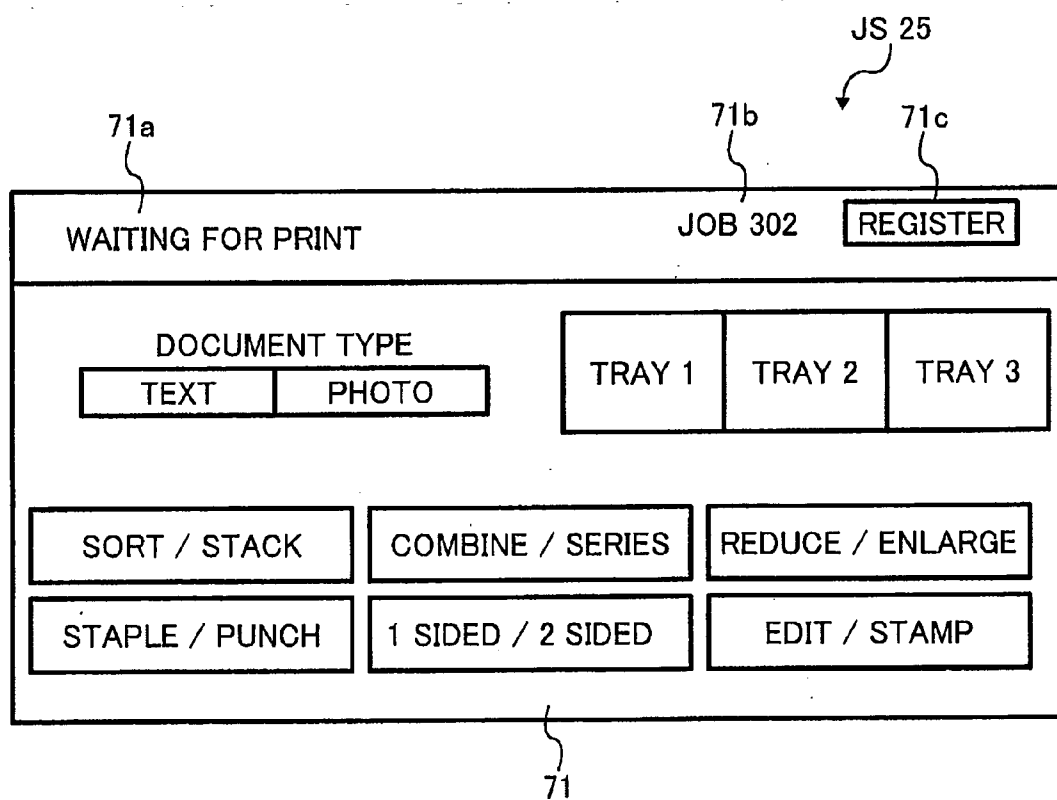 JS 25
71a
71b
71c
WAITING FOR PRINT
JOB 302
REGISTER
DOCUMENT TYPE
TEXT
PHOTO
TRAY 1
TRAY 2
TRAY 3
SORT / STACK
COMBINE / SERIES
REDUCE / ENLARGE
STAPLE / PUNCH
1 SIDED / 2 SIDED
EDIT / STAMP
71